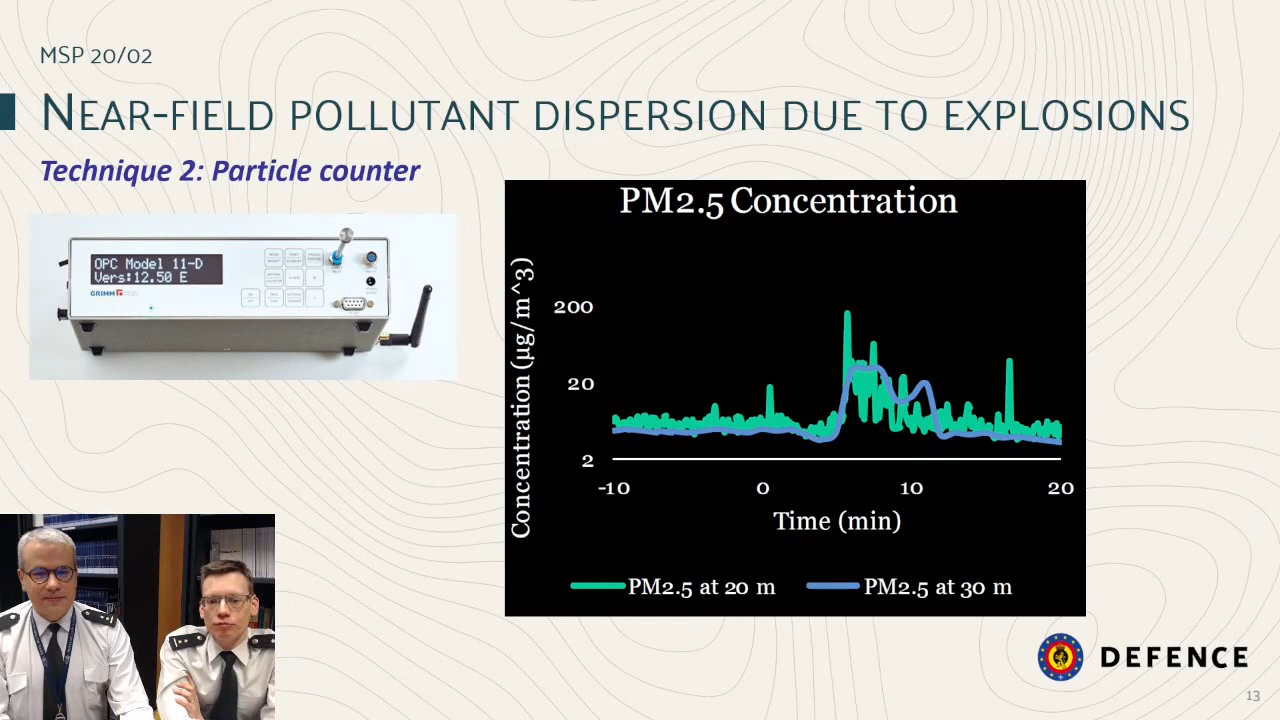 MSP 20/02
NEAR-FIELD POLLUTANT DISPERSION DUE TO EXPLOSIONS
Technique 2: Particle counter
OPC Model 11-D
Vers:12.50 E
GRIMM
PM2.5 Concentration
Concentration (µg/m^3)
200
20
2
-10 0 10 20
Time (min)
PM2.5 at 20 m PM2.5 at 30 m
DEFENCE
13